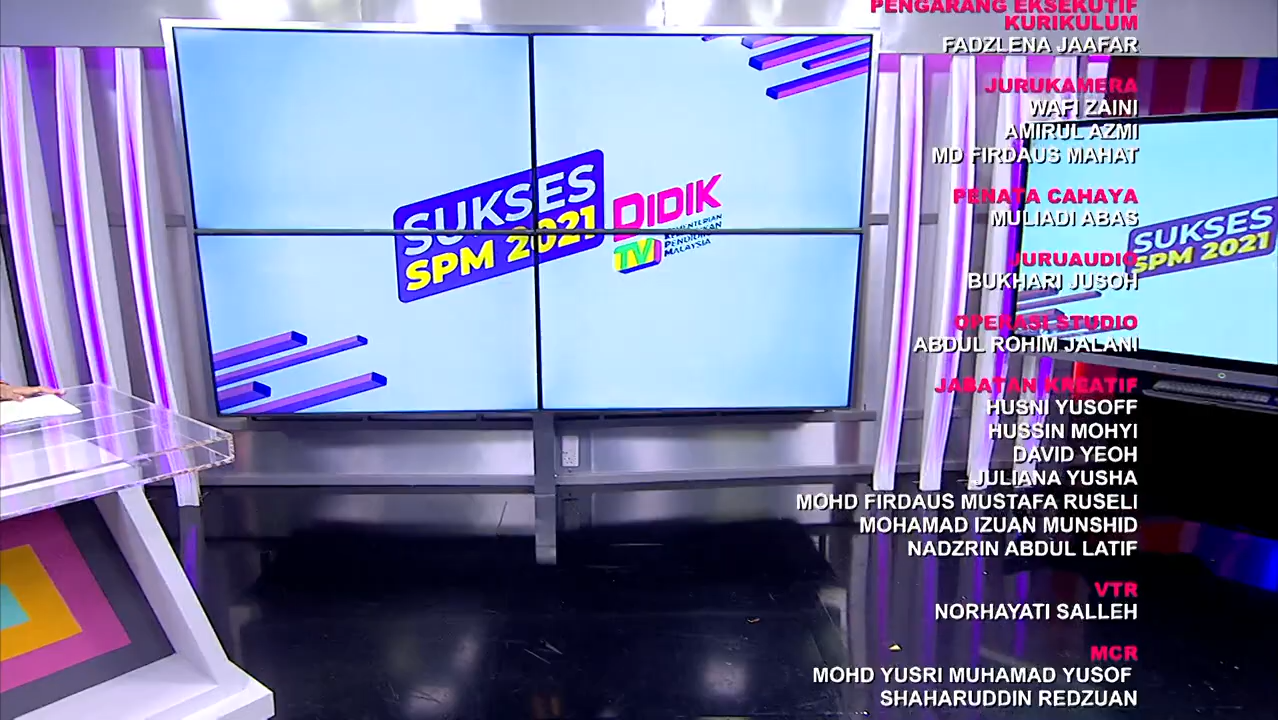 SUKSES
SPM 2021
DIDIK
TV
KEMENTERIAN
PENDIDIKAN
MALAYSIA
PENGARANG EKSEKUTIF
KURIKULUM
FADZLENA JAAFAR
JURUKAMERA
WAFI ZAINI
AMIRUL AZMI
MD FIRDAUS MAHAT
PENATA CAHAYA
MULIADI ABAS
JURUAUDIO
BUKHARI JUSOH
OPERASI STUDIO
ABDUL ROHIM JALANI
JABATAN KREATIF
HUSNI YUSOFF
HUSSIN MOHYI
DAVID YEOH
JULIANA YUSHA
MOHD FIRDAUS MUSTAFA RUSELI
MOHAMAD IZUAN MUNSHID
NADZRIN ABDUL LATIF
VTR
NORHAYATI SALLEH
MCR
MOHD YUSRI MUHAMAD YUSOF
SHAHARUDDIN REDZUAN
SUKSES
SPM 2021